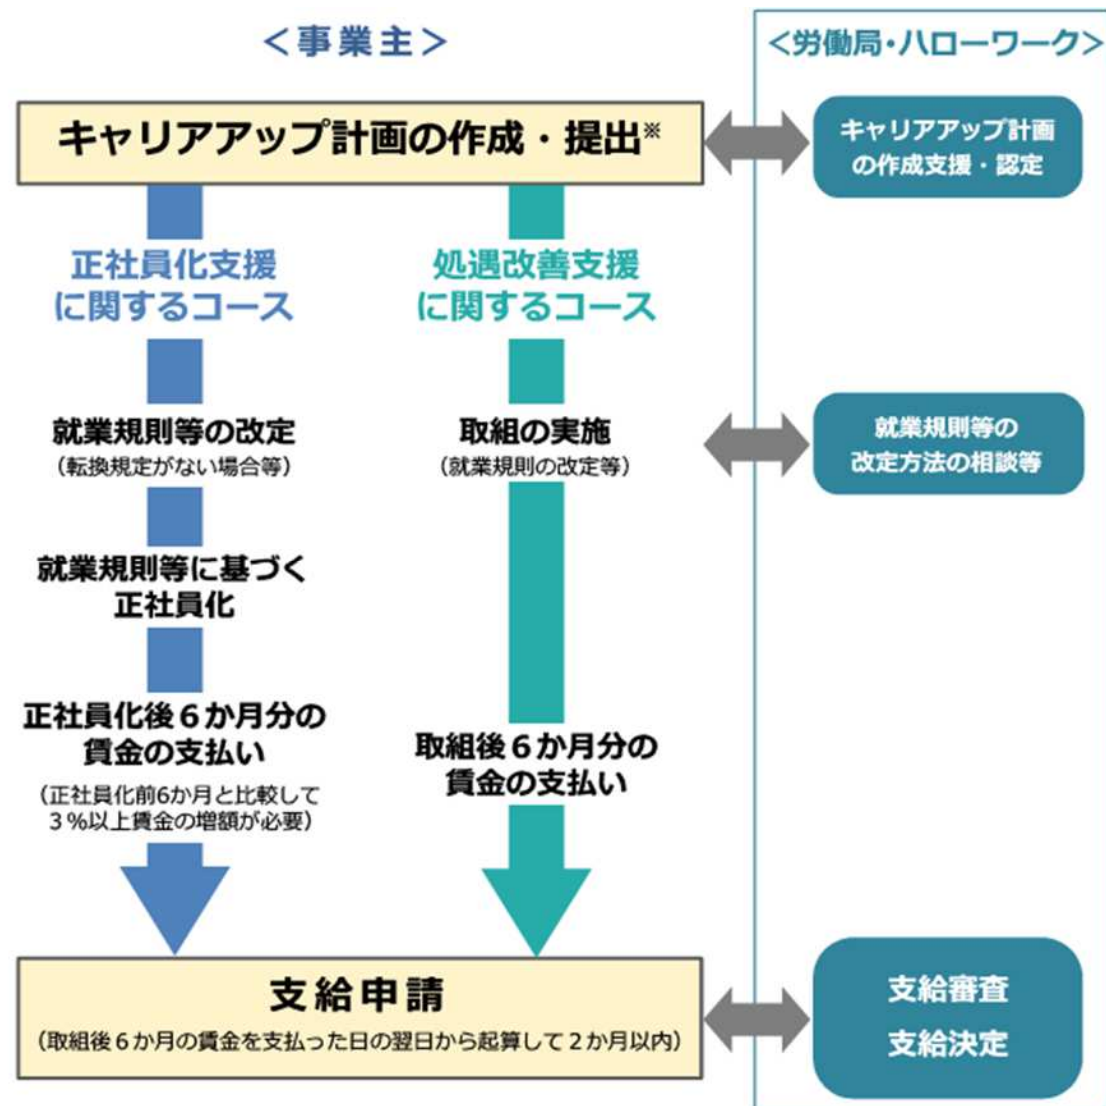 <事業主>
<労働局・ハローワーク>
キャリアアップ計画の作成・提出※
キャリアアップ計画
の作成支援・認定
正社員化支援
に関するコース
処遇改善支援
に関するコース
就業規則等の改定
（転換規定がない場合等）
取組の実施
（就業規則の改定等）
就業規則等の
改定方法の相談等
就業規則等に基づく
正社員化
正社員化後６か月分の
賃金の支払い
（正社員化前6か月と比較して
３％以上賃金の増額が必要）
取組後６か月分の
賃金の支払い
支給申請
（取組後６か月の賃金を支払った日の翌日から起算して２か月以内）
支給審査
支給決定